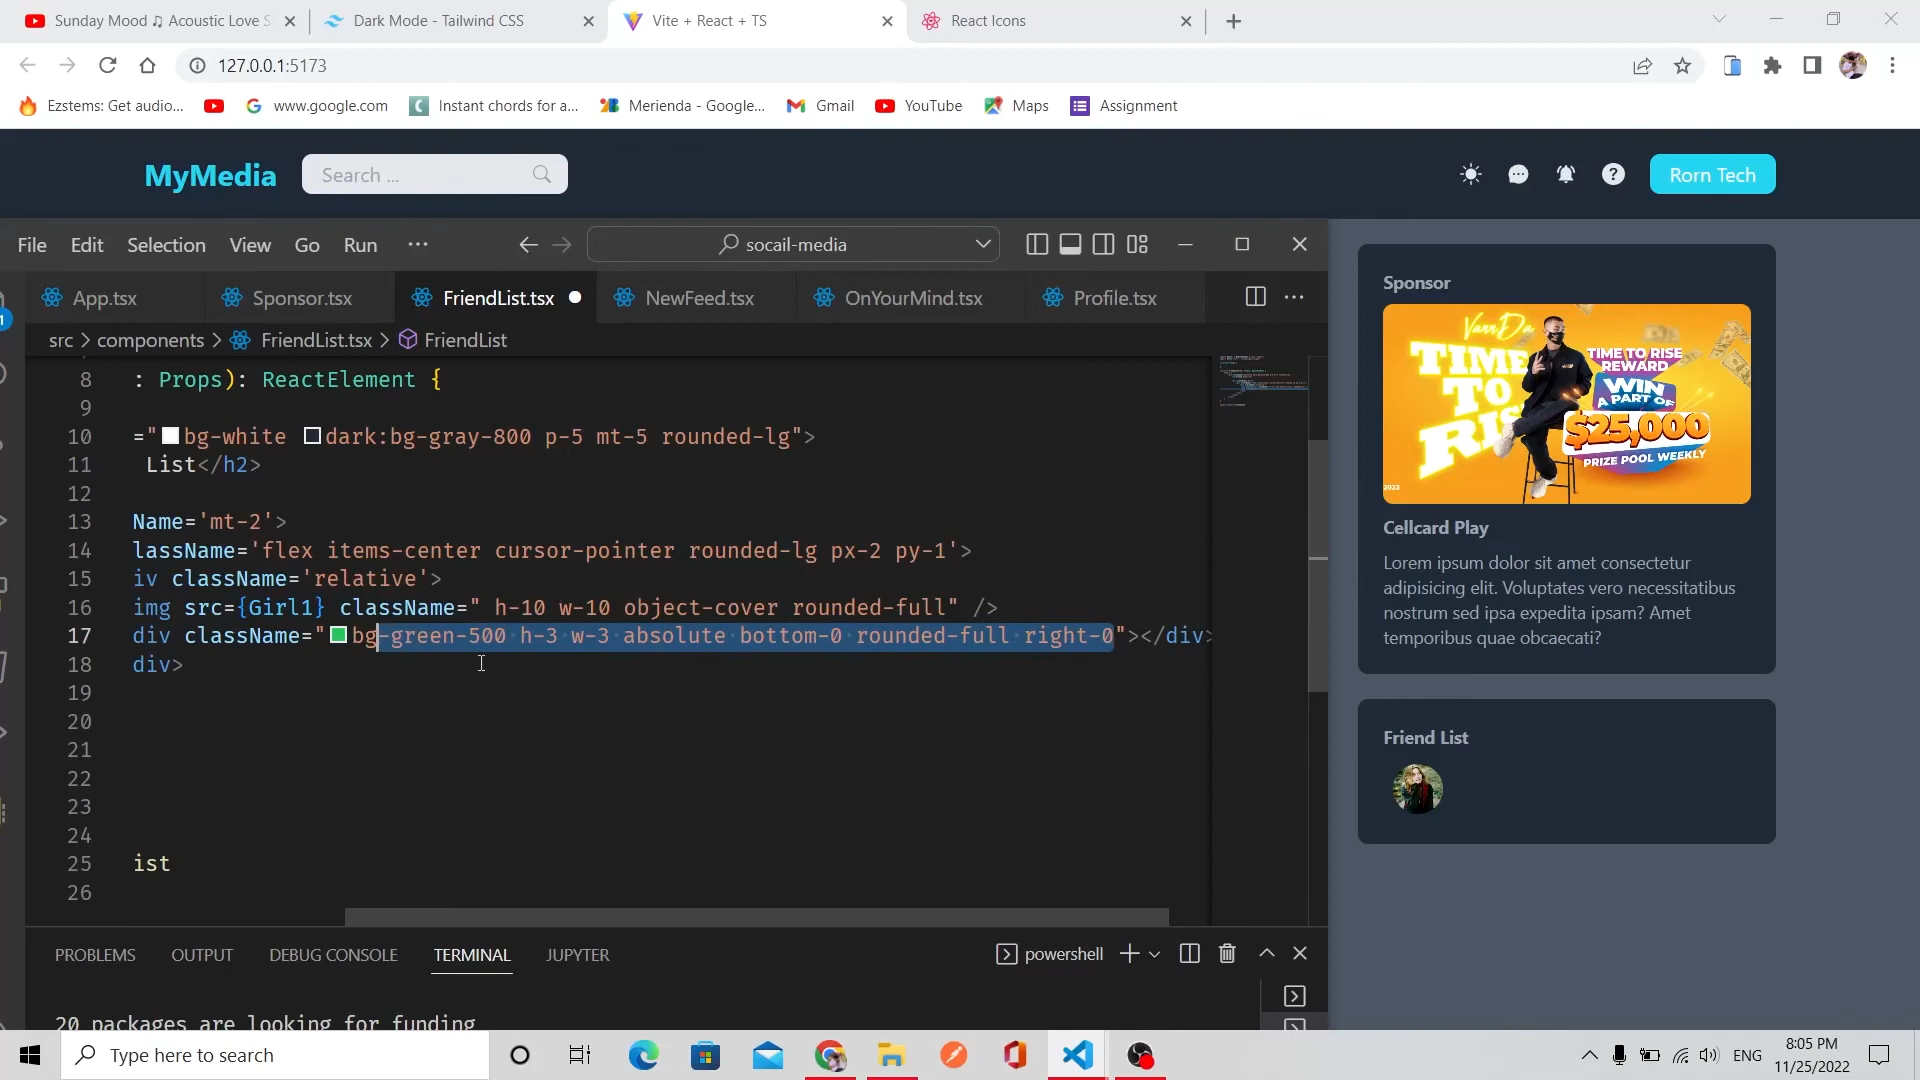 Sunday Mood ♫ Acoustic Love S
Dark Mode - Tailwind CSS
Vite + React + TS
React Icons
127.0.0.1:5173
Ezstems: Get audio...
www.google.com
Instant chords for a...
Merienda - Google...
Gmail
YouTube
Maps
Assignment
MyMedia
Search ...
Rorn Tech
File Edit Selection View Go Run ...
socail-media
App.tsx
Sponsor.tsx
FriendList.tsx
NewFeed.tsx
OnYourMind.tsx
Profile.tsx
src > components > FriendList.tsx > FriendList
8 : Props): ReactElement {
9
10 ="bg-white dark:bg-gray-800 p-5 mt-5 rounded-lg">
11 List</h2>
12
13 Name='mt-2'>
14 lassName='flex items-center cursor-pointer rounded-lg px-2 py-1'>
15 iv className='relative'>
16 img src={Girl1} className=" h-10 w-10 object-cover rounded-full" />
17 div className="bg-green-500 h-3 w-3 absolute bottom-0 rounded-full right-0"></div>
18 div>
19
20
21
22
23
24
25 ist
26
PROBLEMS OUTPUT DEBUG CONSOLE TERMINAL JUPYTER
powershell
20 packages are looking for funding
Sponsor
VannDa
TIME
TO
RISE
TIME TO RISE
REWARD
WIN
A PART OF
$25,000
PRIZE POOL WEEKLY
Cellcard Play
Lorem ipsum dolor sit amet consectetur
adipisicing elit. Voluptates vero necessitatibus
nostrum sed ipsa expedita ipsam? Amet
temporibus quae obcaecati?
Friend List
Type here to search
ENG
8:05 PM
11/25/2022